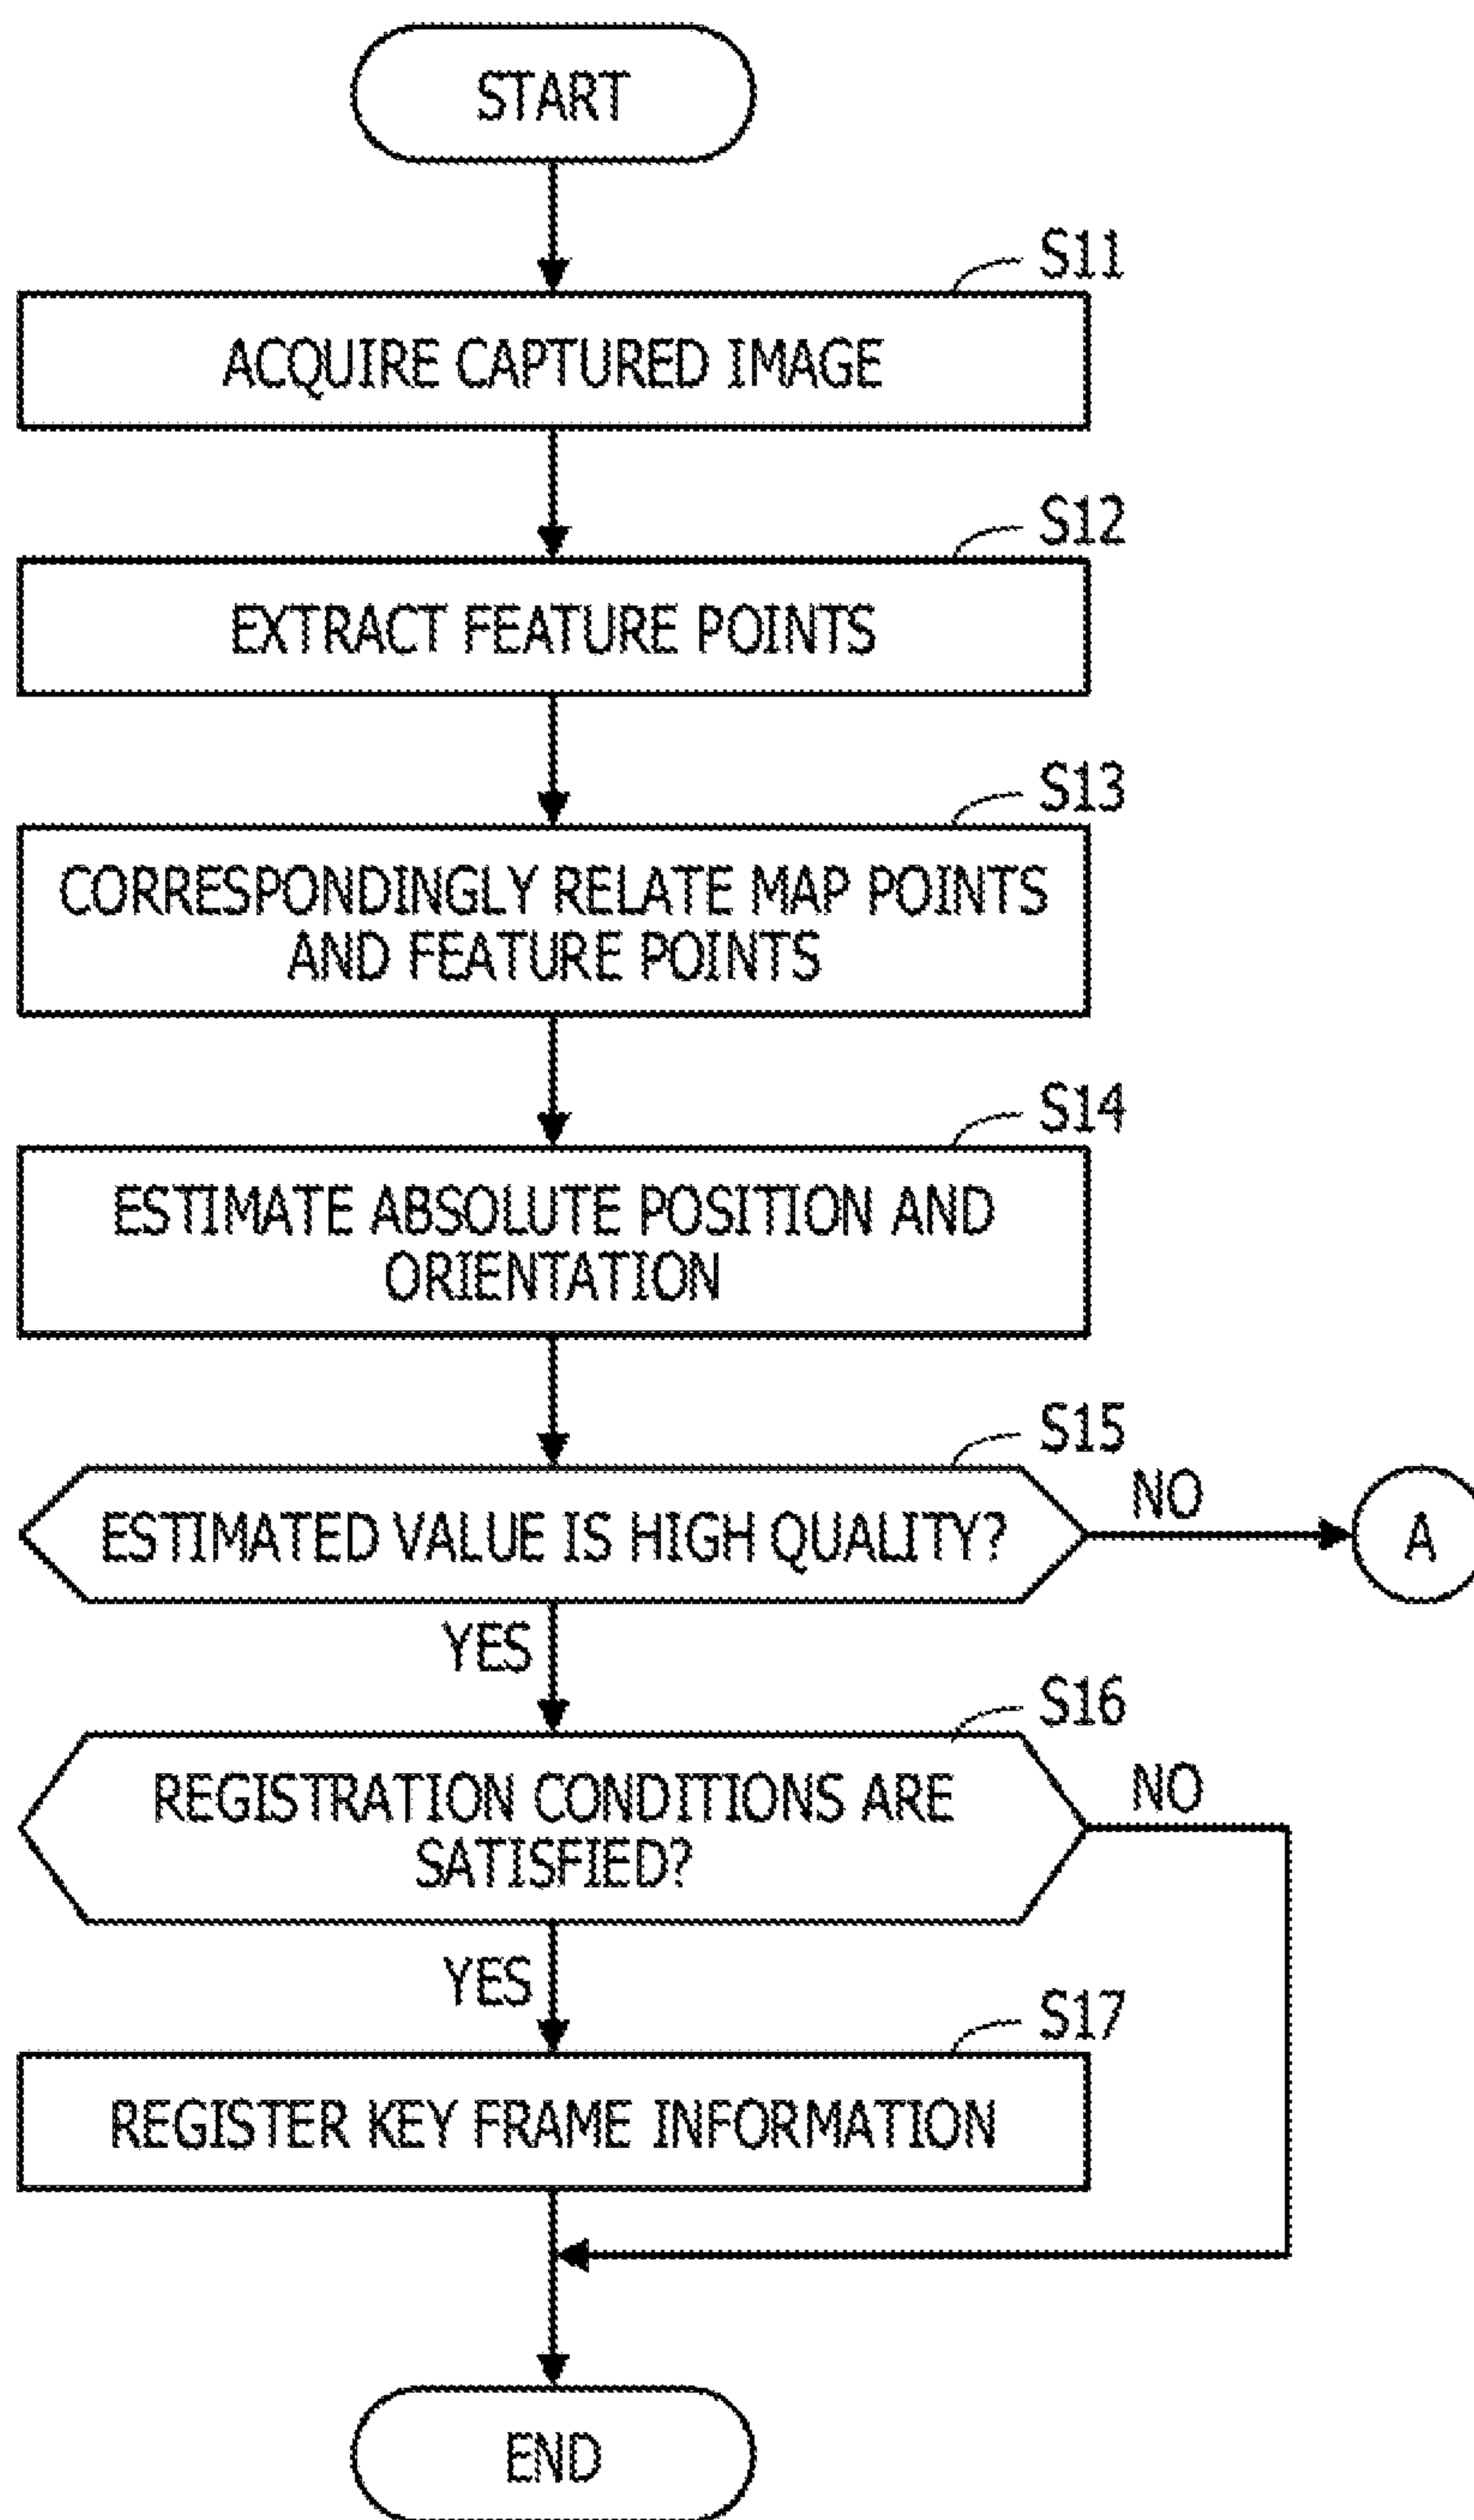 START
S11
ACQUIRE CAPTURED IMAGE
S12
EXTRACT FEATURE POINTS
S13
CORRESPONDINGLY RELATE MAP POINTS
AND FEATURE POINTS
S14
ESTIMATE ABSOLUTE POSITION AND
ORIENTATION
S15
ESTIMATED VALUE IS HIGH QUALITY?
NO
A
YES
S16
REGISTRATION CONDITIONS ARE
SATISFIED?
NO
YES
S17
REGISTER KEY FRAME INFORMATION
END